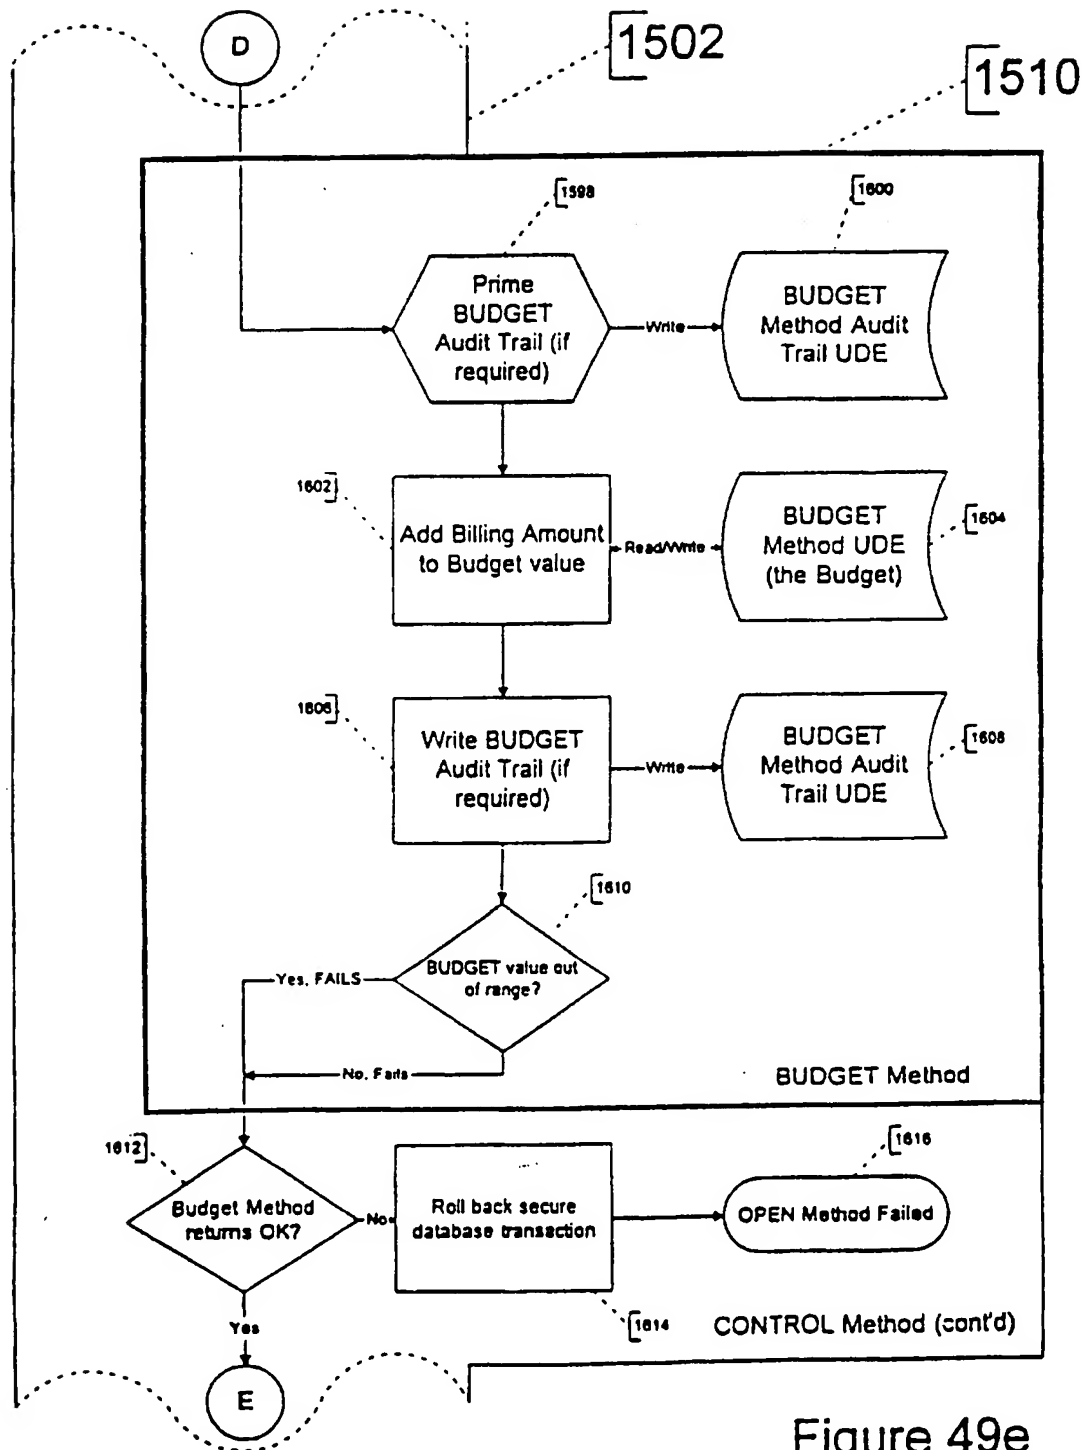 D
1502
1510
1598
1600
Prime
BUDGET
Audit Trail (if
required)
Write
BUDGET
Method Audit
Trail UDE
1602
Add Billing Amount
to Budget value
Read/Write
BUDGET
Method UDE
(the Budget)
1604
1606
Write BUDGET
Audit Trail (if
required)
Write
BUDGET
Method Audit
Trail UDE
1608
1610
BUDGET value out
of range?
Yes, FAILS
No, Fails
BUDGET Method
1612
Budget Method
returns OK?
No
Roll back secure
database transaction
1616
OPEN Method Failed
Yes
1614
CONTROL Method (cont'd)
E
Figure 49e